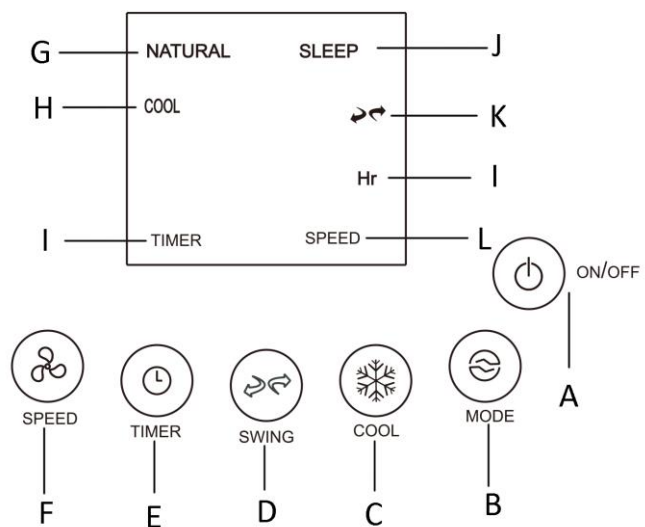 G NATURAL SLEEP J
H COOL K
Hr I
I TIMER SPEED L
ON/OFF
A
SPEED TIMER SWING COOL MODE
F E D C B